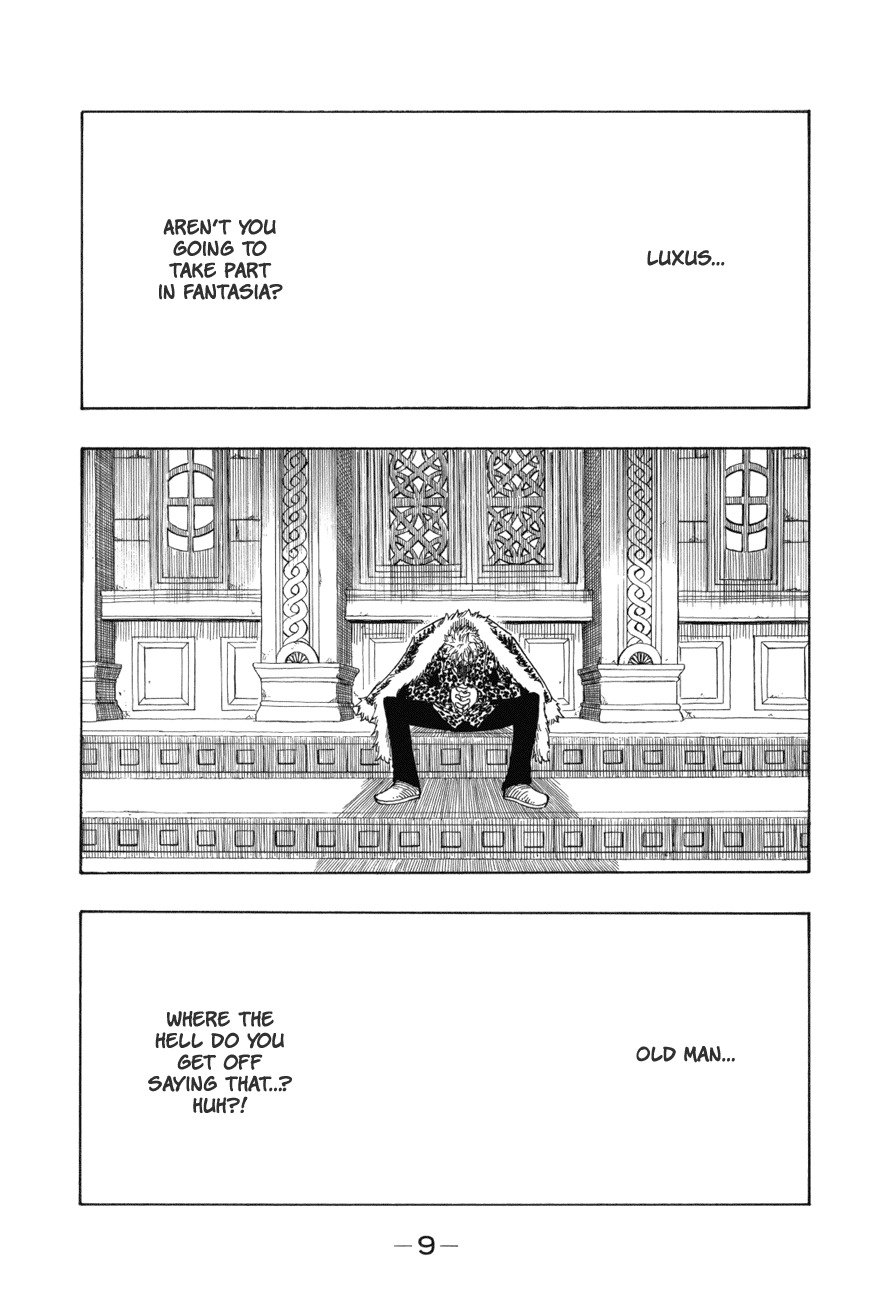 LUXUS...
AREN'T YOU
GOING TO
TAKE PART
IN FANTASIA?
OLD MAN...
WHERE THE
HELL DO YOU
GET OFF
SAYING THAT...?
HUH?!
—9—